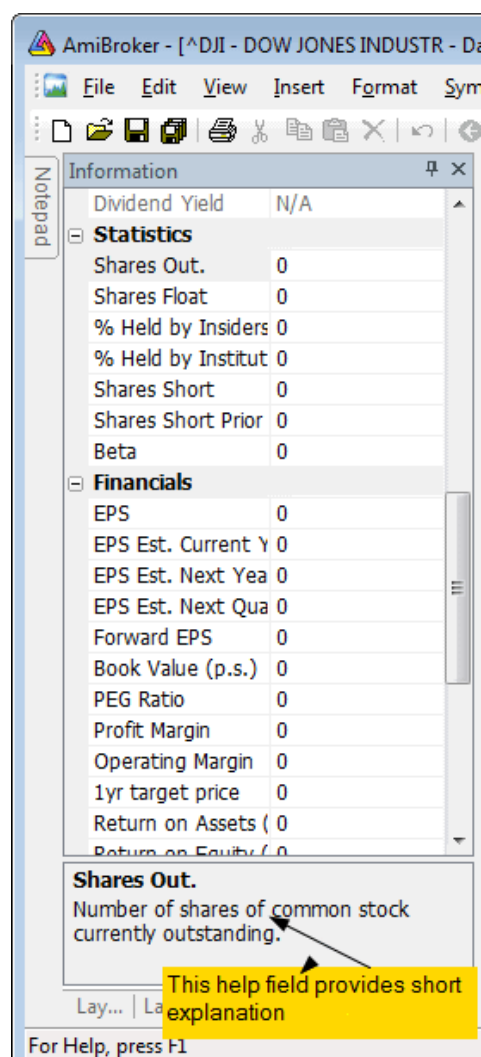 AmiBroker - [^DJI - DOW JONES INDUSTR - Da
File Edit View Insert Format Sym
Notepad
Information
Dividend Yield N/A
Statistics
Shares Out. 0
Shares Float 0
% Held by Insiders 0
% Held by Institut 0
Shares Short 0
Shares Short Prior 0
Beta 0
Financials
EPS 0
EPS Est. Current Y 0
EPS Est. Next Yea 0
EPS Est. Next Qua 0
Forward EPS 0
Book Value (p.s.) 0
PEG Ratio 0
Profit Margin 0
Operating Margin 0
1yr target price 0
Return on Assets ( 0
Return on Equity ( 0
Shares Out.
Number of shares of common stock
currently outstanding.
This help field provides short
explanation
Lay... La
For Help, press F1